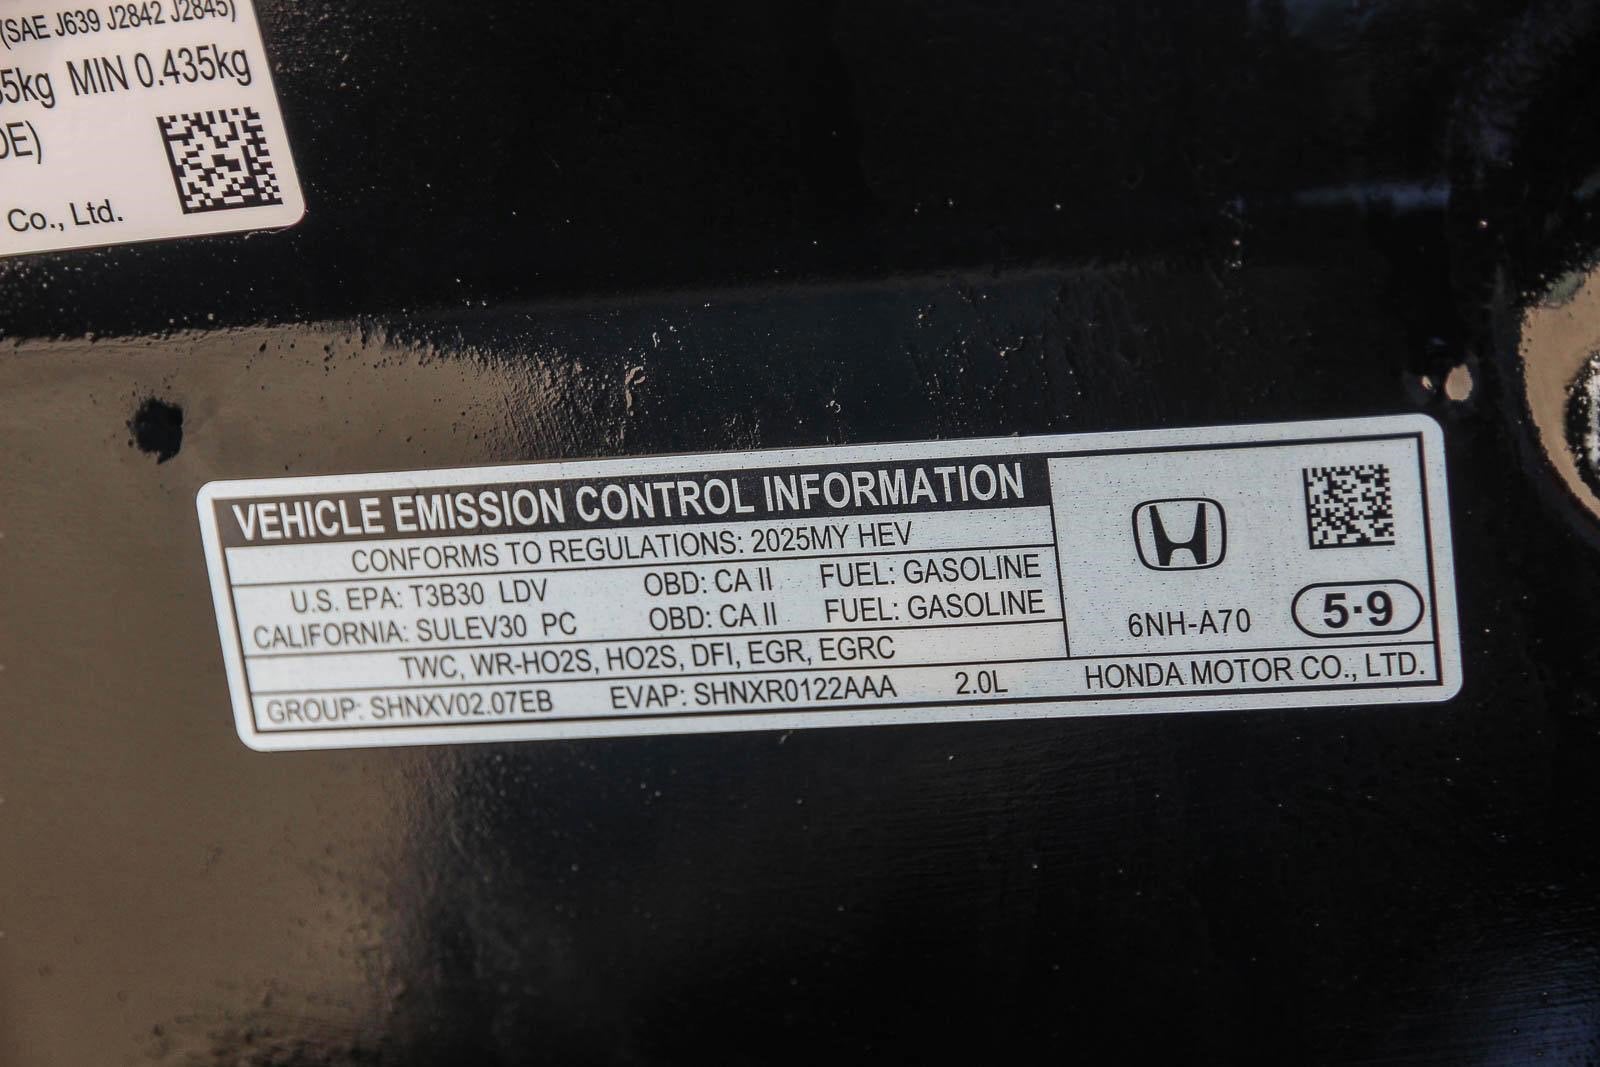 (SAE J639 J2842 J2845)
5kg MIN 0.435kg
OE)
Co., Ltd.
VEHICLE EMISSION CONTROL INFORMATION
CONFORMS TO REGULATIONS: 2025MY HEV
U.S. EPA: T3B30 LDV OBD: CA II FUEL: GASOLINE
CALIFORNIA: SULEV30 PC OBD: CA II FUEL: GASOLINE
TWC, WR-HO2S, HO2S, DFI, EGR, EGRC
GROUP: SHNXV02.07EB EVAP: SHNXR0122AAA 2.0L
6NH-A70 5·9
HONDA MOTOR CO., LTD.